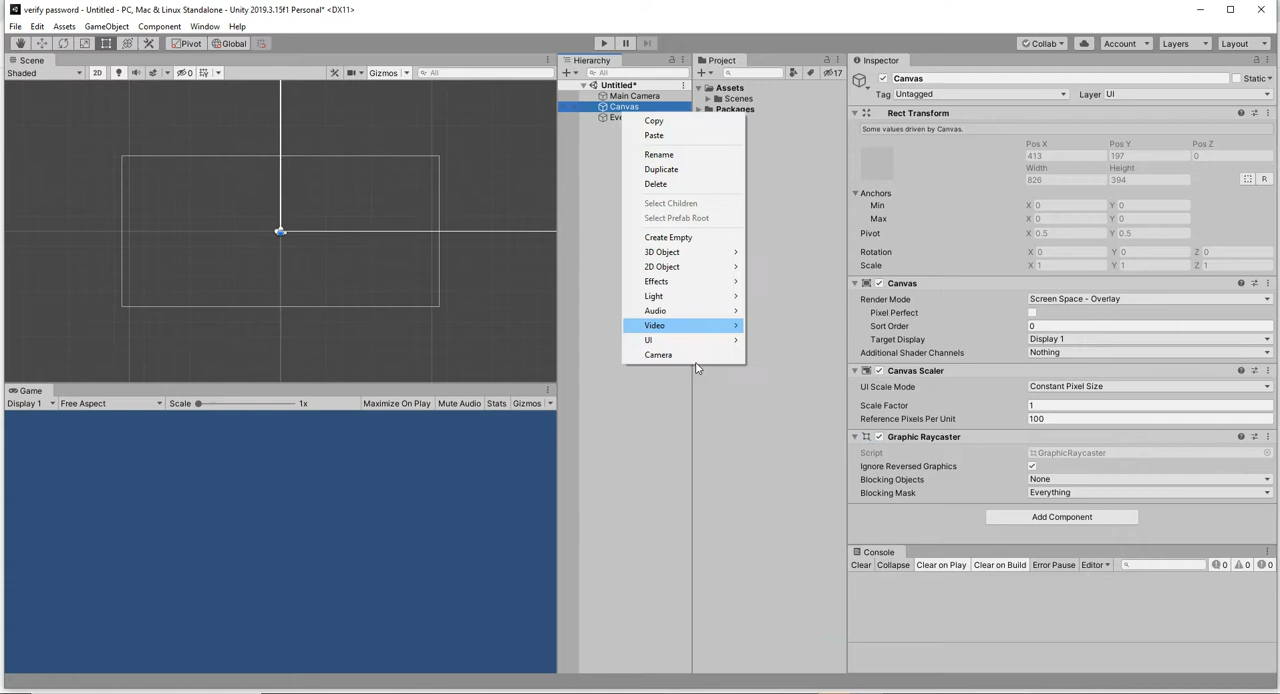 verify password - Untitled - PC, Mac & Linux Standalone - Unity 2019.3.15f1 Personal* <DX11>
File Edit Assets GameObject Component Window Help
Pivot Global Collab Account Layers Layout
Scene
Shaded 2D 0 Gizmos All
Hierarchy
All
Untitled*
Main Camera
Canvas
Eve
Copy
Paste
Rename
Duplicate
Delete
Select Children
Select Prefab Root
Create Empty
3D Object
2D Object
Effects
Light
Audio
Video
UI
Camera
Project
17
Assets
Scenes
Packages
Game
Display 1 Free Aspect Scale 1x Maximize On Play Mute Audio Stats Gizmos
Inspector
Canvas Static
Tag Untagged Layer UI
Rect Transform
Some values driven by Canvas.
Pos X Pos Y Pos Z
413 197 0
Width Height
826 394
R
Anchors
Min X 0 Y 0
Max X 0 Y 0
Pivot X 0.5 Y 0.5
Rotation X 0 Y 0 Z 0
Scale X 1 Y 1 Z 1
Canvas
Render Mode Screen Space - Overlay
Pixel Perfect
Sort Order 0
Target Display Display 1
Additional Shader Channels Nothing
Canvas Scaler
UI Scale Mode Constant Pixel Size
Scale Factor 1
Reference Pixels Per Unit 100
Graphic Raycaster
Script GraphicRaycaster
Ignore Reversed Graphics
Blocking Objects None
Blocking Mask Everything
Add Component
Console
Clear Collapse Clear on Play Clear on Build Error Pause Editor 0 0 0